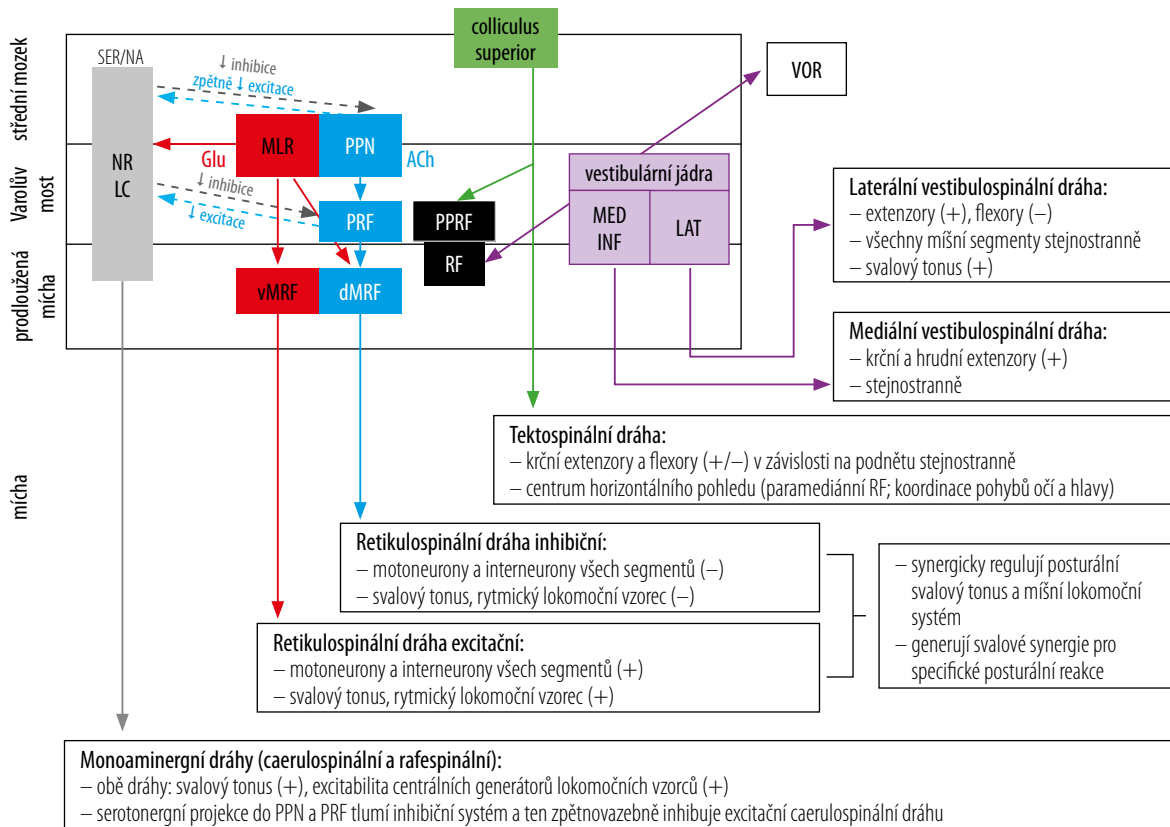 colliculus
superior
střední mozek
Varolův
most
prodloužená
mícha
mícha
SER/NA
↓ inhibice
zpětně ↓ excitace
VOR
MLR
PPN
Glu
ACh
NR
LC
↓ inhibice
↓ excitace
PRF
PPRF
RF
vestibulární jádra
MED
INF
LAT
vMRF
dMRF
Laterální vestibulospinální dráha:
– extenzory (+), flexory (–)
– všechny míšní segmenty stejnostranně
– svalový tonus (+)
Mediální vestibulospinální dráha:
– krční a hrudní extenzory (+)
– stejnostranně
Tektospinální dráha:
– krční extenzory a flexory (+/–) v závislosti na podnětu stejnostranně
– centrum horizontálního pohledu (paramediánní RF; koordinace pohybů očí a hlavy)
Retikulospinální dráha inhibiční:
– motoneurony a interneurony všech segmentů (–)
– svalový tonus, rytmický lokomoční vzorec (–)
– synergicky regulují posturální
svalový tonus a míšní lokomoční
systém
– generují svalové synergie pro
specifické posturální reakce
Retikulospinální dráha excitační:
– motoneurony a interneurony všech segmentů (+)
– svalový tonus, rytmický lokomoční vzorec (+)
Monoaminergní dráhy (caerulospinální a rafespinální):
– obě dráhy: svalový tonus (+), excitabilita centrálních generátorů lokomočních vzorců (+)
– serotonergní projekce do PPN a PRF tlumí inhibiční systém a ten zpětnovazebně inhibuje excitační caerulospinální dráhu